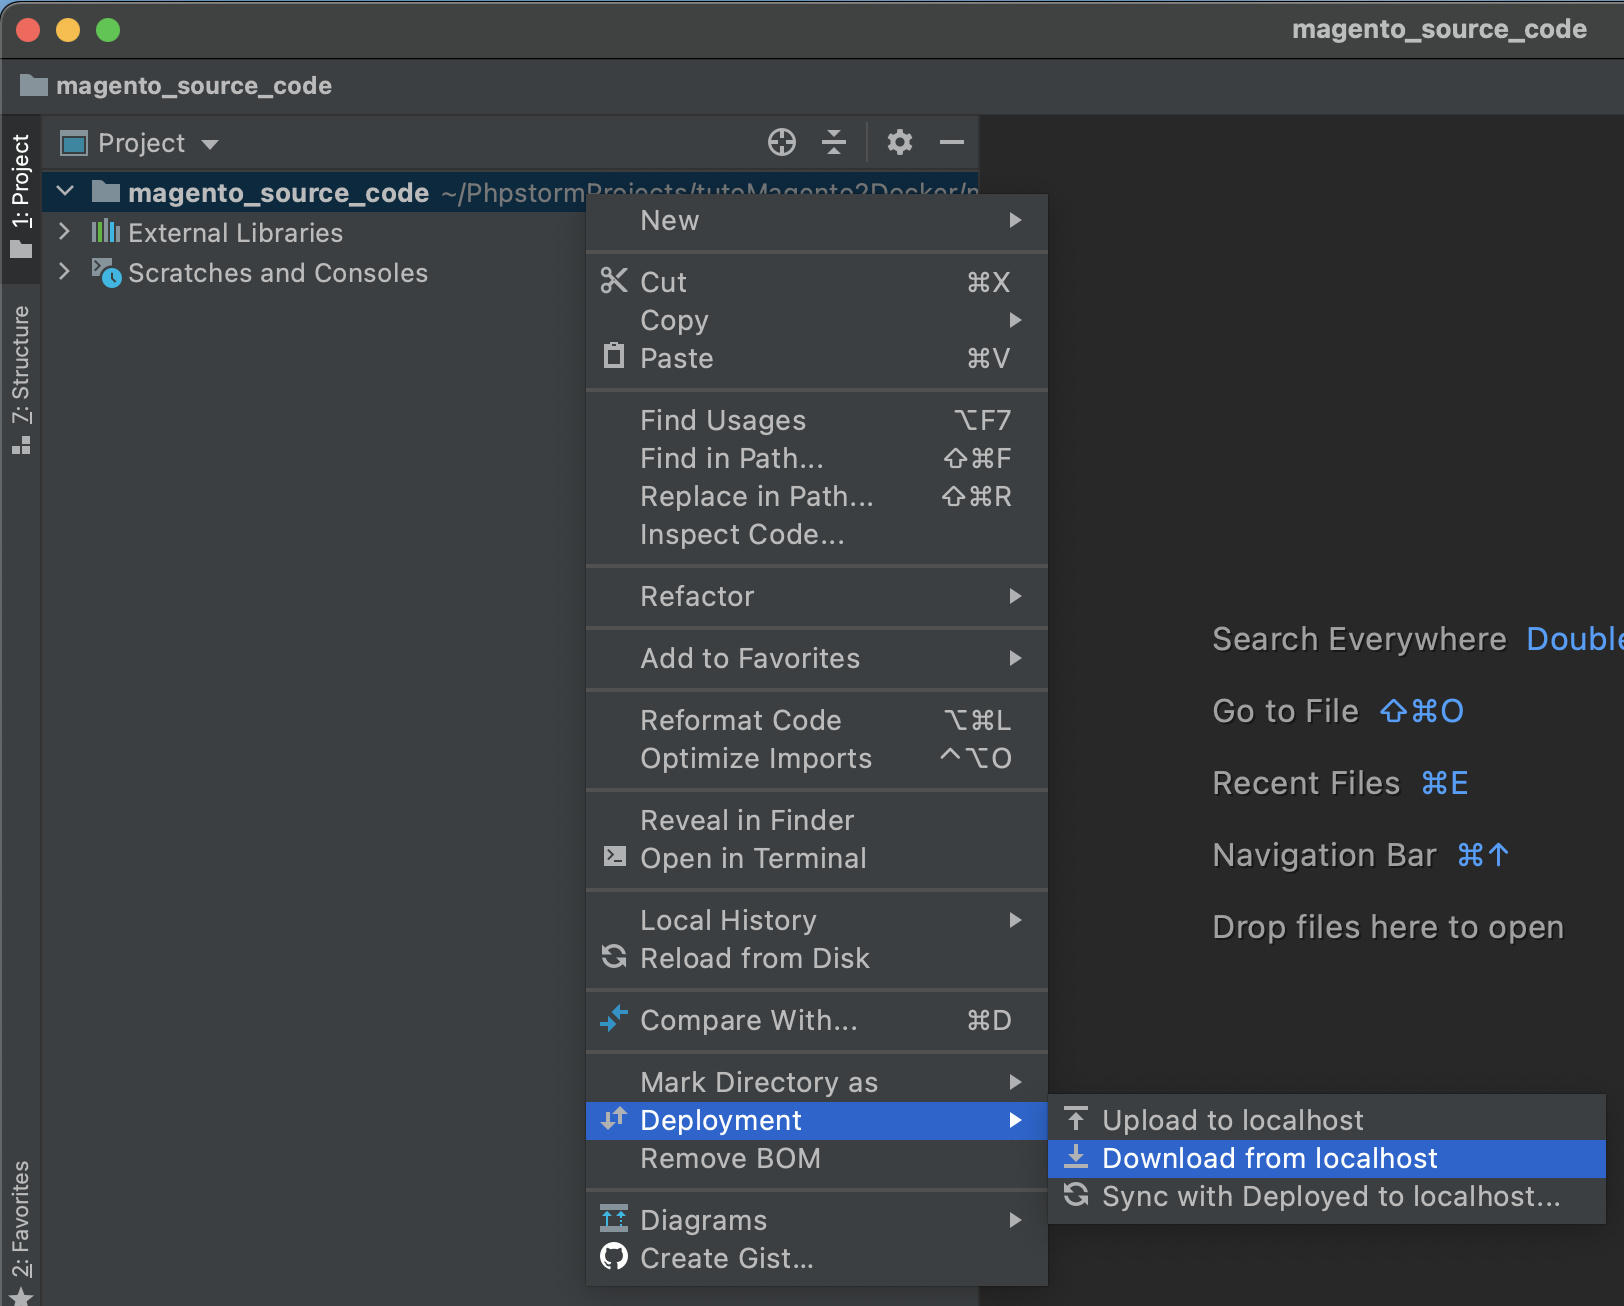 magento_source_code
magento_source_code
1: Project
Project
magento_source_code ~/PhpstormProjects/tutoMagento2Docker/
External Libraries
Scratches and Consoles
7: Structure
2: Favorites
New
Cut ⌘X
Copy
Paste ⌘V
Find Usages ⌥F7
Find in Path... ⇧⌘F
Replace in Path... ⇧⌘R
Inspect Code...
Refactor
Add to Favorites
Reformat Code ⌥⌘L
Optimize Imports ^⌥O
Reveal in Finder
Open in Terminal
Local History
Reload from Disk
Compare With... ⌘D
Mark Directory as
Deployment
Remove BOM
Diagrams
Create Gist...
Upload to localhost
Download from localhost
Sync with Deployed to localhost...
Search Everywhere Double
Go to File ⇧⌘O
Recent Files ⌘E
Navigation Bar ⌘↑
Drop files here to open